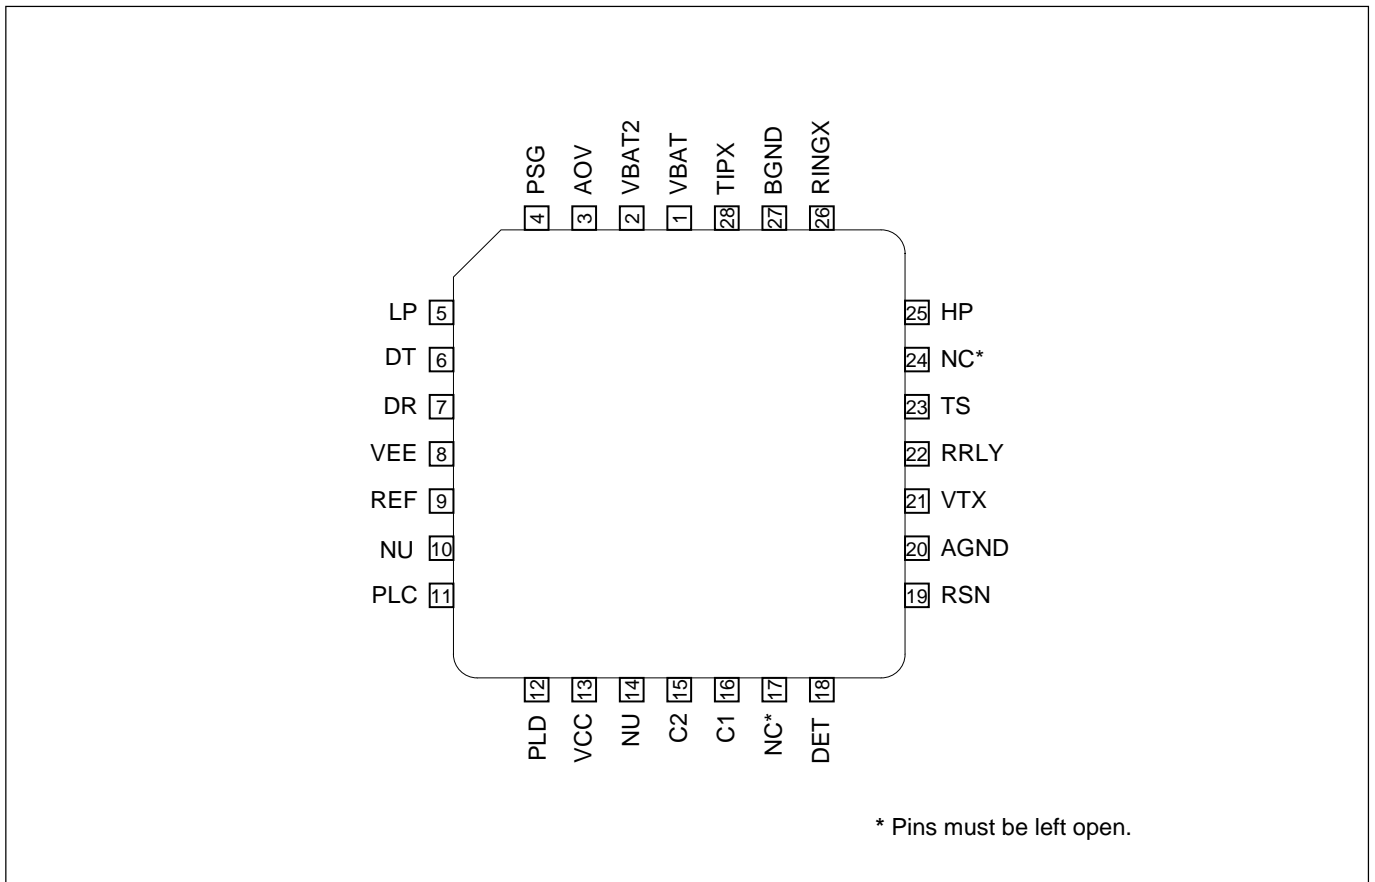 PSG
AOV
VBAT2
VBAT
TIPX
BGND
RINGX
4
3
2
1
28
27
26
LP 5
DT 6
DR 7
VEE 8
REF 9
NU 10
PLC 11
25 HP
24 NC*
23 TS
22 RRLY
21 VTX
20 AGND
19 RSN
12
13
14
15
16
17
18
PLD
VCC
NU
C2
C1
NC*
DET
* Pins must be left open.